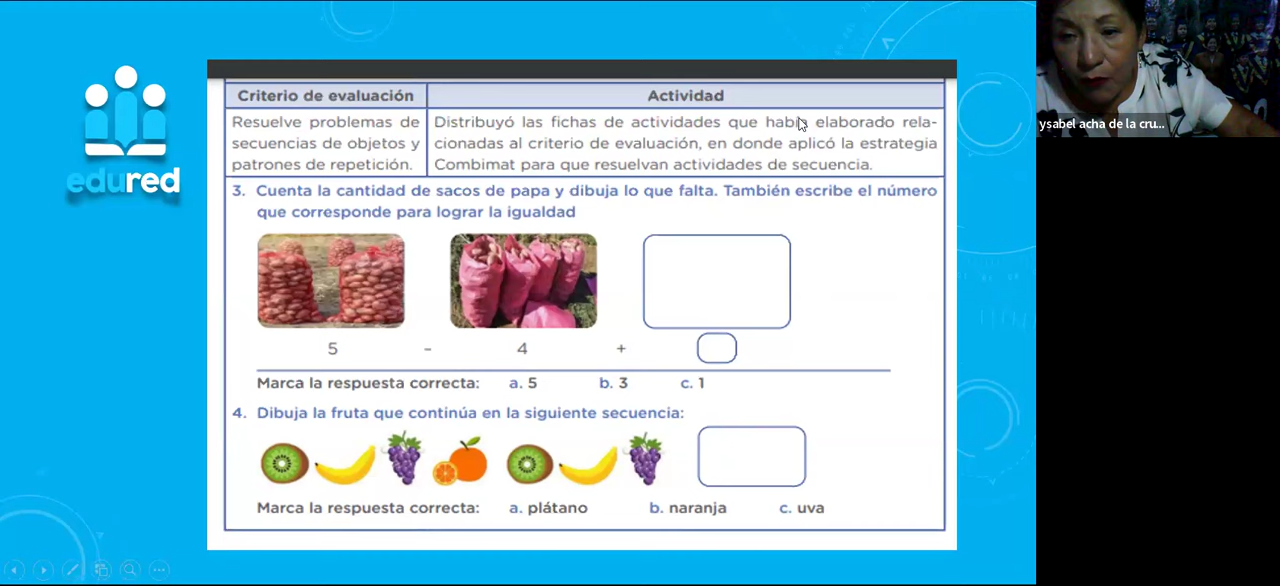 edured
Criterio de evaluación
Actividad
Resuelve problemas de
secuencias de objetos y
patrones de repetición.
Distribuyó las fichas de actividades que había elaborado rela-
cionadas al criterio de evaluación, en donde aplicó la estrategia
Combimat para que resuelvan actividades de secuencia.
3. Cuenta la cantidad de sacos de papa y dibuja lo que falta. También escribe el número
que corresponde para lograr la igualdad
5 - 4 +
Marca la respuesta correcta: a. 5 b. 3 c. 1
4. Dibuja la fruta que continúa en la siguiente secuencia:
Marca la respuesta correcta: a. plátano b. naranja c. uva
ysabel acha de la cru...